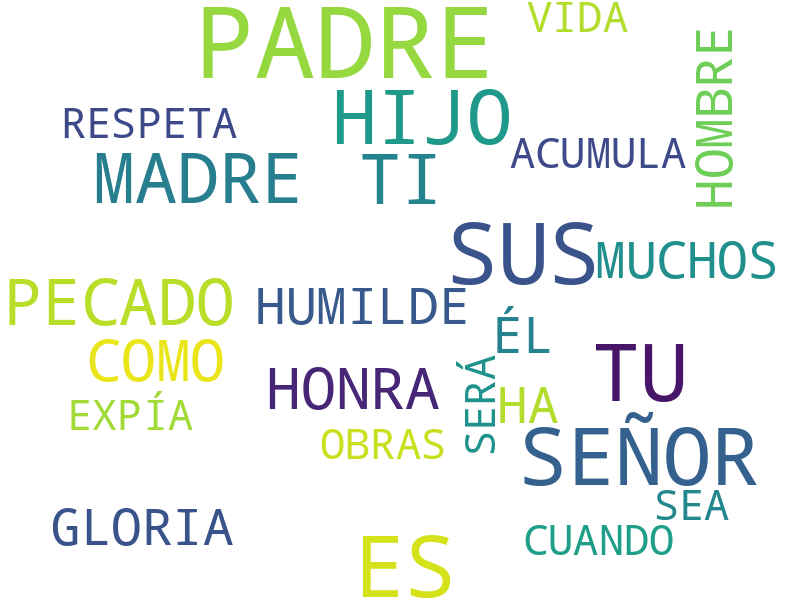 PADRE
VIDA
HOMBRE
RESPETA
HIJO
ACUMULA
MADRE
TI
SUS
MUCHOS
PECADO
HUMILDE
ÉL
COMO
HONRA
SERÁ
TU
EXPÍA
HA
OBRAS
SEÑOR
SEA
GLORIA
CUANDO
ES